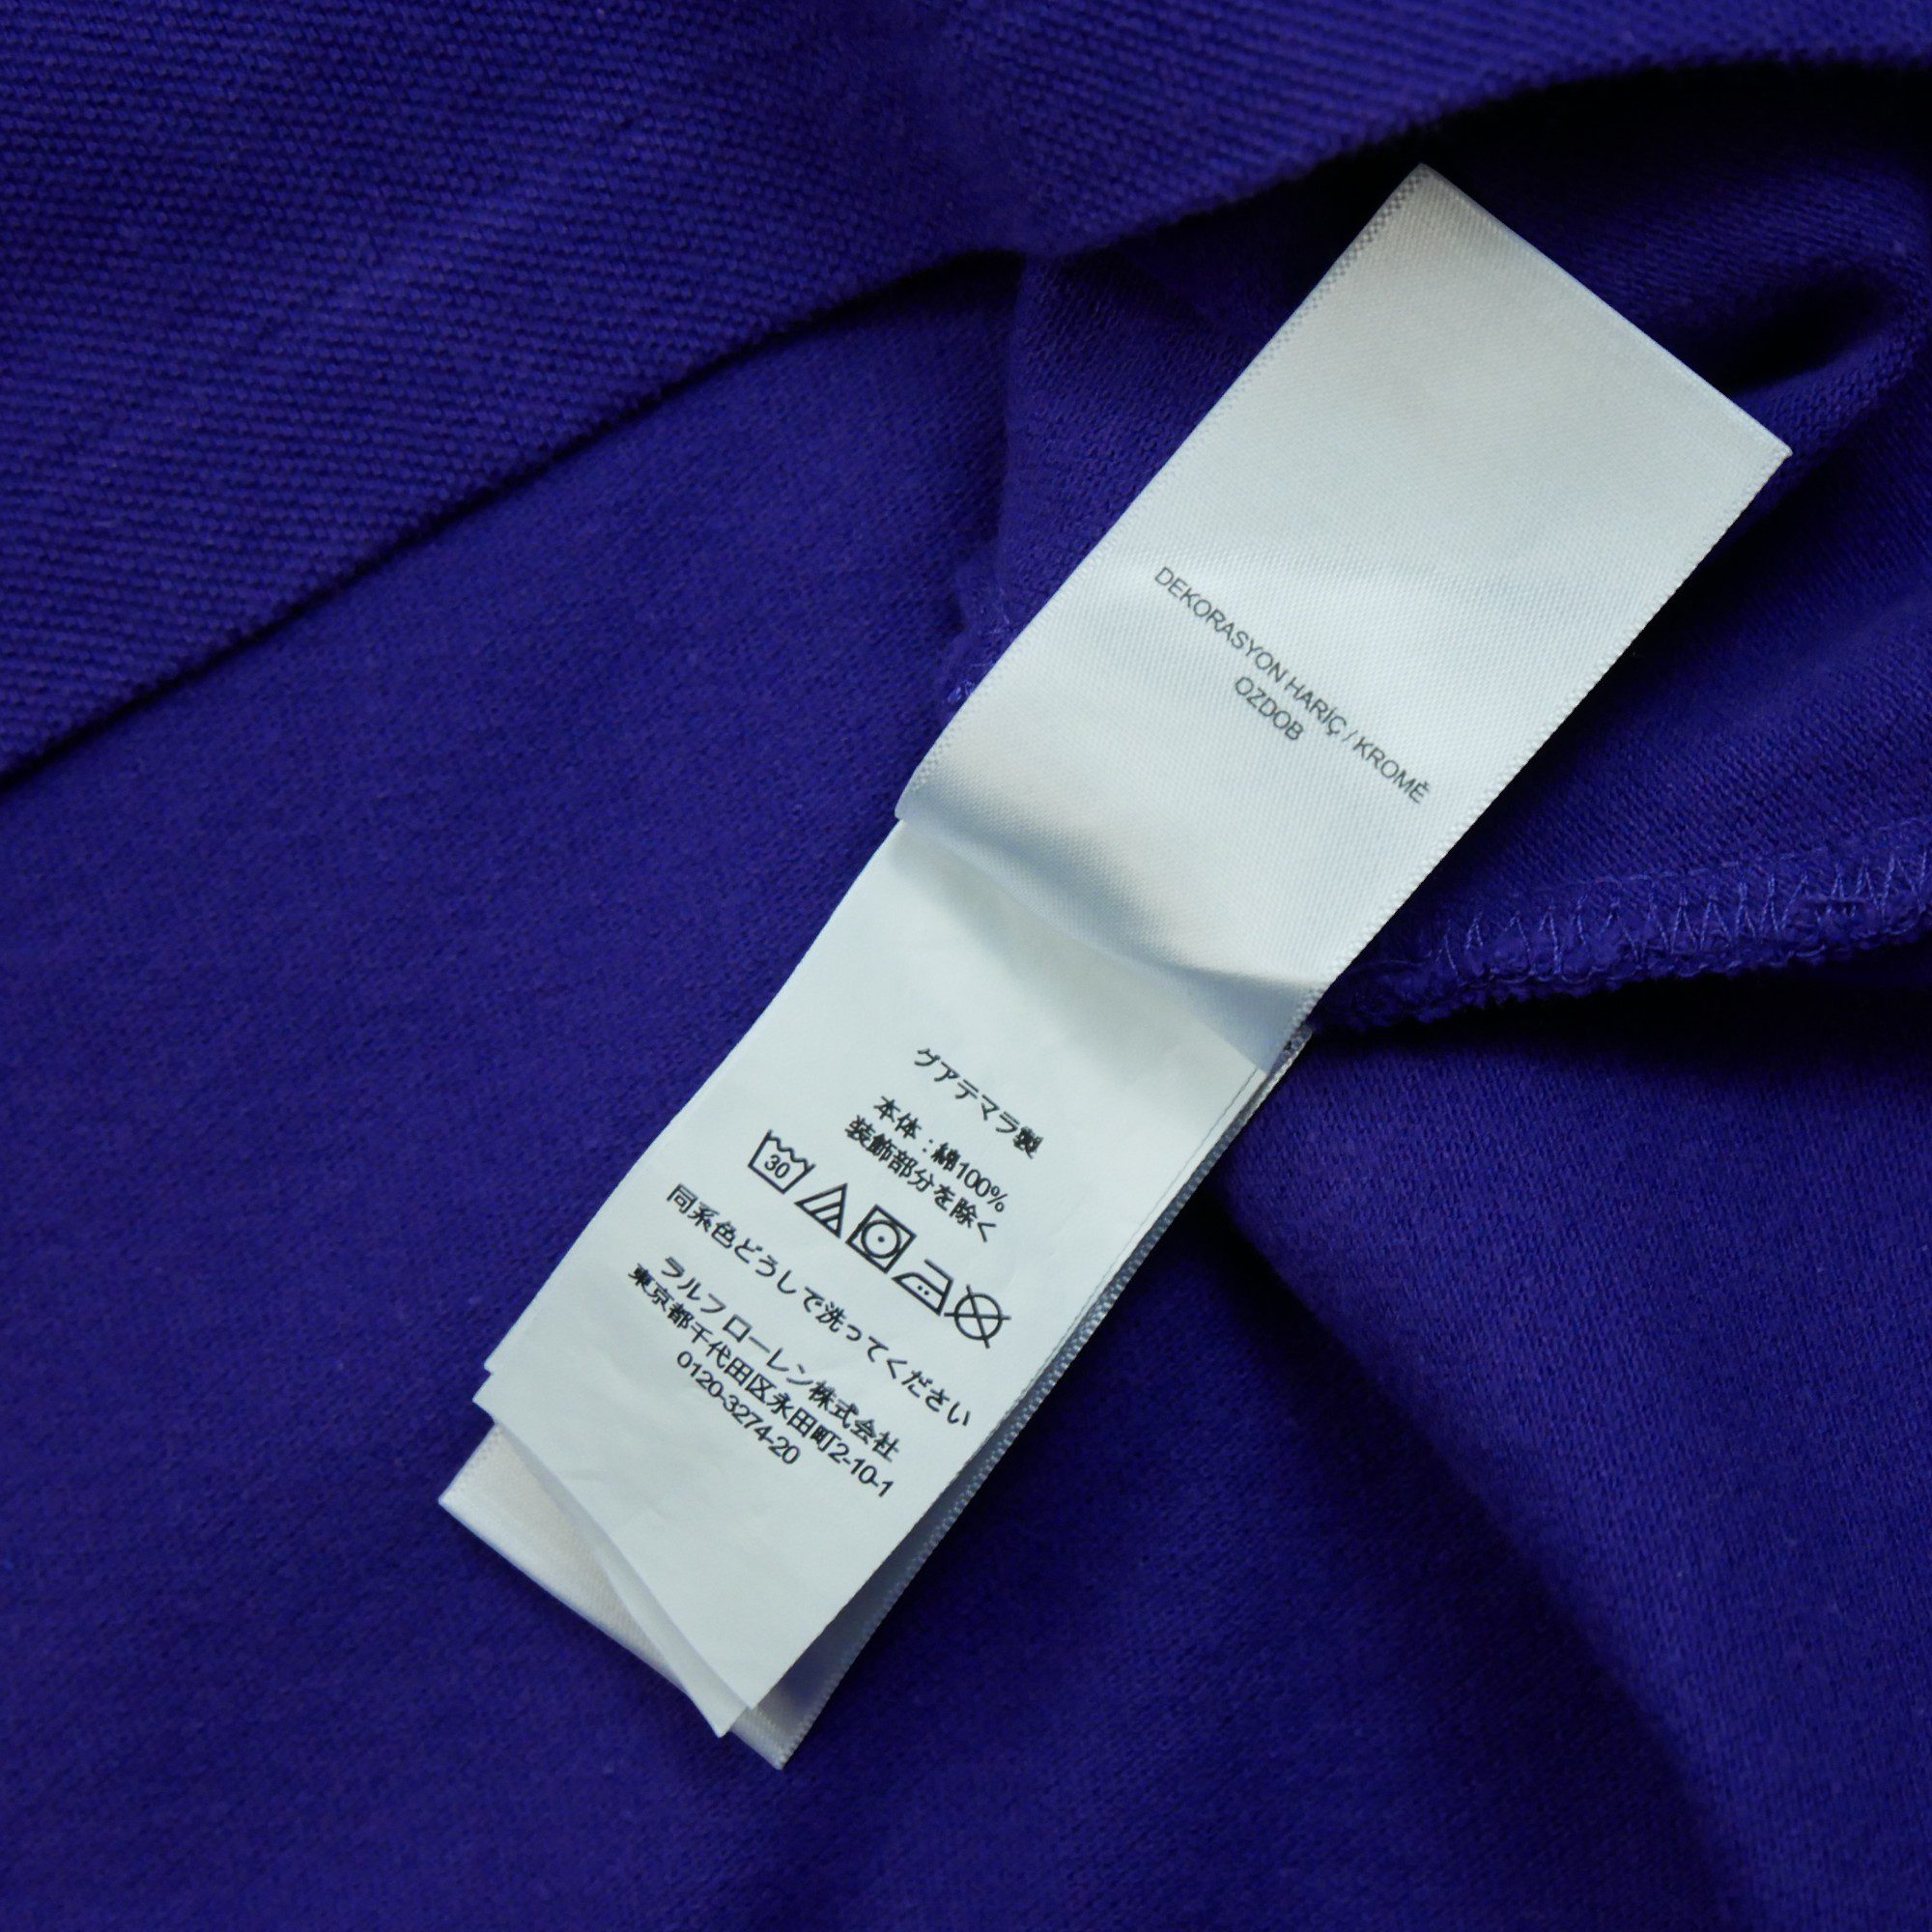 DEKORASYON HARİÇ / KROMĚ
OZDOB
グアテマラ製
本体 : 綿100%
装飾部分を除く
30
同系色どうしで洗ってください
ラルフ ローレン株式会社
東京都千代田区永田町2-10-1
0120-3274-20